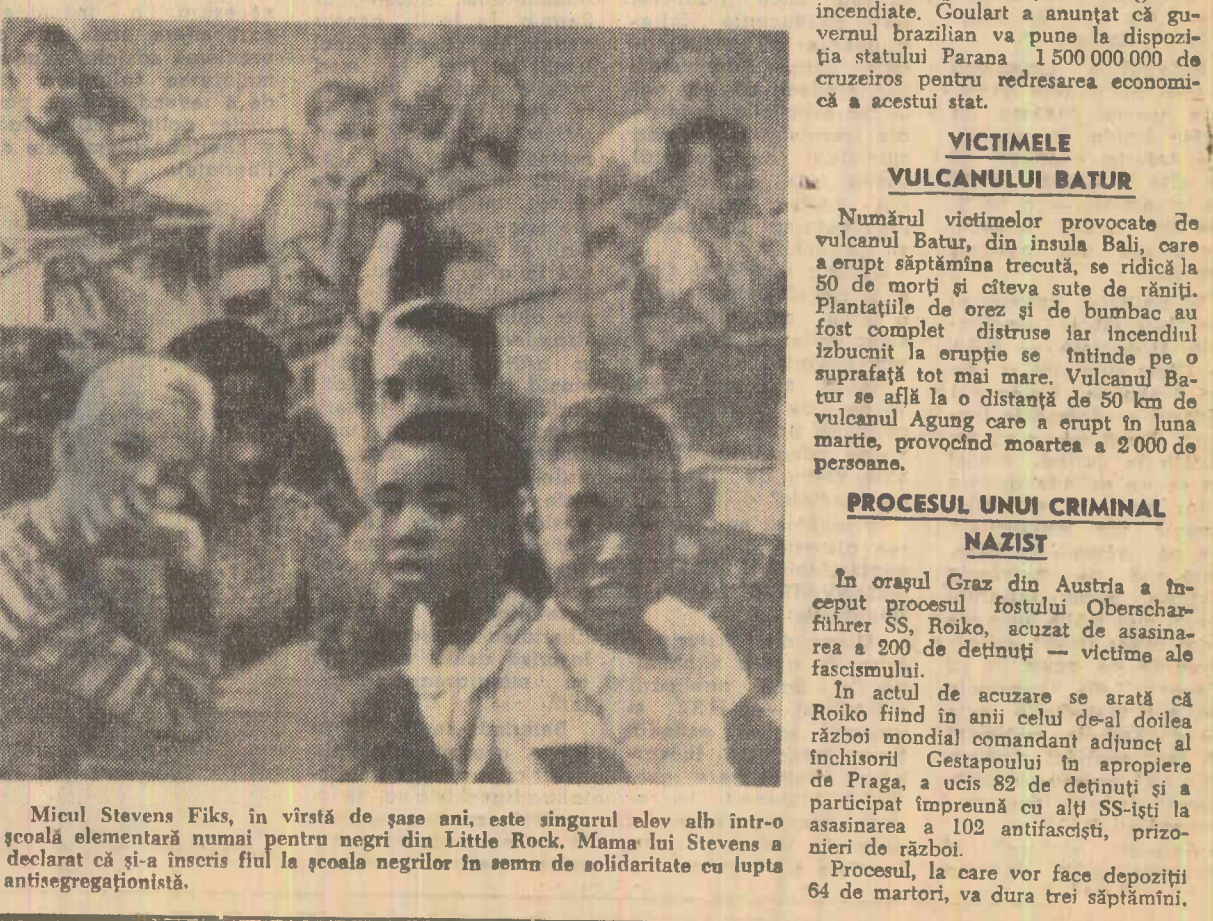 incendiate. Goulart a anunțat că gu-
vernul brazilian va pune la dispozi-
ția statului Parana 1 500 000 000 de
cruzeiros pentru redresarea economi-
că a acestui stat.
VICTIMELE
VULCANULUI BATUR
Numărul victimelor provocate de
vulcanul Batur, din insula Bali, care
a erupt săptămîna trecută, se ridică la
50 de morți și cîteva sute de răniți.
Plantațiile de orez și de bumbac au
fost complet distruse iar incendiul
izbucnit la erupție se întinde pe o
suprafață tot mai mare. Vulcanul Ba-
tur se află la o distanță de 50 km de
vulcanul Agung care a erupt în luna
martie, provocînd moartea a 2 000 de
persoane.
PROCESUL UNUI CRIMINAL
NAZIST
În orașul Graz din Austria a în-
ceput procesul fostului Oberschar-
führer SS, Roiko, acuzat de asasina-
rea a 200 de deținuți — victime ale
fascismului.
În actul de acuzare se arată că
Roiko fiind în anii celui de-al doilea
război mondial comandant adjunct al
închisorii Gestapoului în apropiere
de Praga, a ucis 82 de deținuți și a
participat împreună cu alți SS-iști la
asasinarea a 102 antifasciști, prizo-
nieri de război.
Procesul, la care vor face depoziții
64 de martori, va dura trei săptămîni.
Micul Stevens Fiks, în vîrstă de șase ani, este singurul elev alb într-o
școală elementară numai pentru negri din Little Rock. Mama lui Stevens a
declarat că și-a înscris fiul la școala negrilor în semn de solidaritate cu lupta
antisegregaționistă.